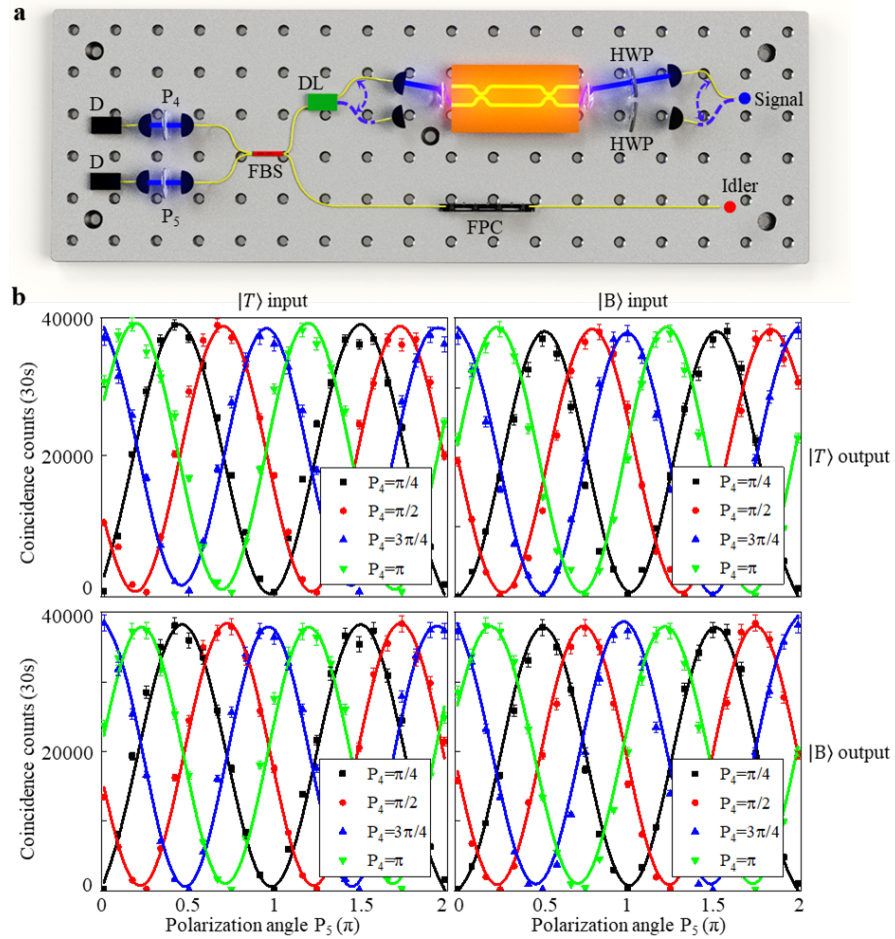 a
HWP
P4
DL
D
Signal
HWP
D
FBS
Idler
P5
FPC
b
|T⟩ input
|B⟩ input
40000
20000
0
Coincidence counts (30s)
P4=π/4
P4=π/2
P4=3π/4
P4=π
P4=π/4
P4=π/2
P4=3π/4
P4=π
|T⟩ output
40000
20000
0
Coincidence counts (30s)
P4=π/4
P4=π/2
P4=3π/4
P4=π
P4=π/4
P4=π/2
P4=3π/4
P4=π
|B⟩ output
0 0.5 1 1.5 2
0 0.5 1.0 1.5 2
Polarization angle P5 (π)
Polarization angle P5 (π)